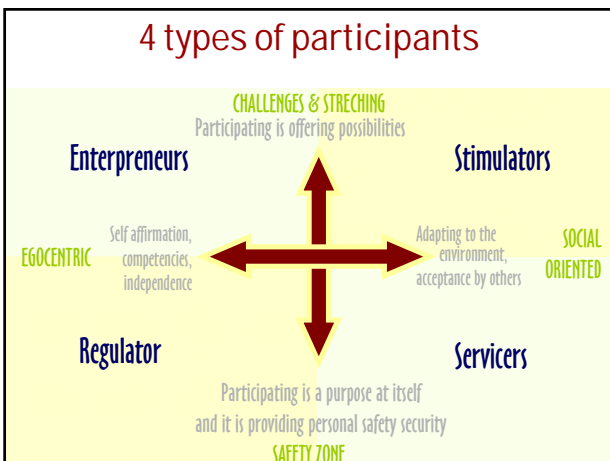 4 types of participants
CHALLENGES & STRECHING
Participating is offering possibilities
Enterpreneurs
Stimulators
Self affirmation,
competencies,
independence
EGOCENTRIC
Adapting to the
environment,
acceptance by others
SOCIAL
ORIENTED
Regulator
Servicers
Participating is a purpose at itself
and it is providing personal safety security
SAFETY ZONE